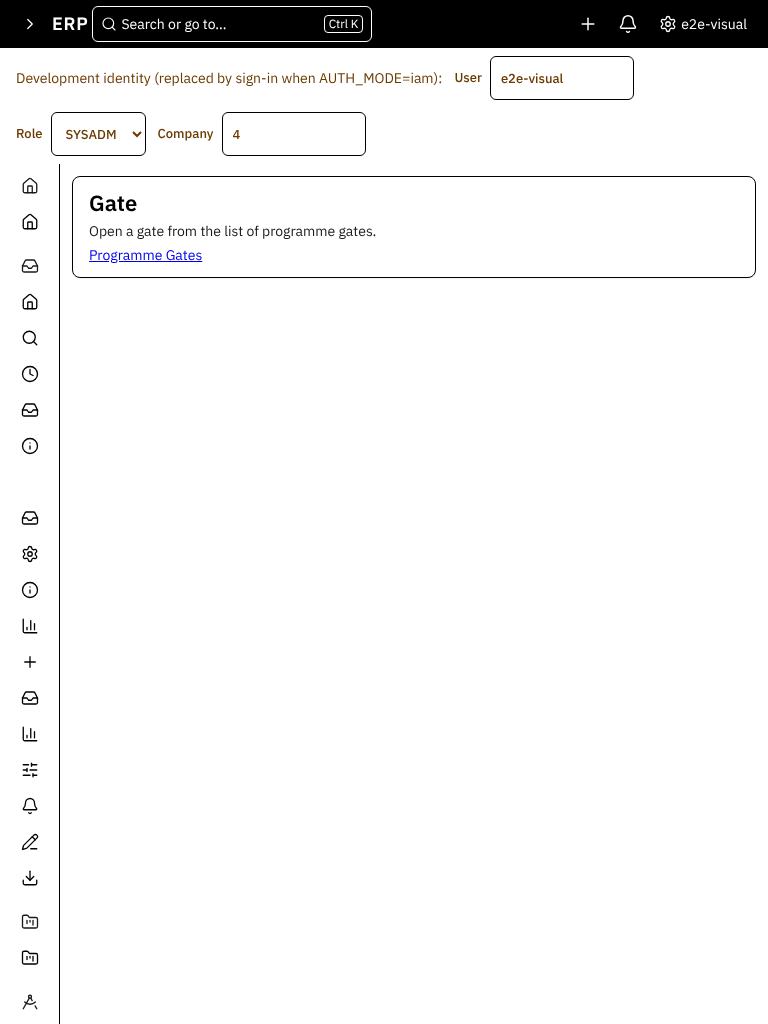 ERP Search or go to... Ctrl K e2e-visual
Development identity (replaced by sign-in when AUTH_MODE=iam): User e2e-visual
Role SYSADM Company 4
Gate
Open a gate from the list of programme gates.
Programme Gates